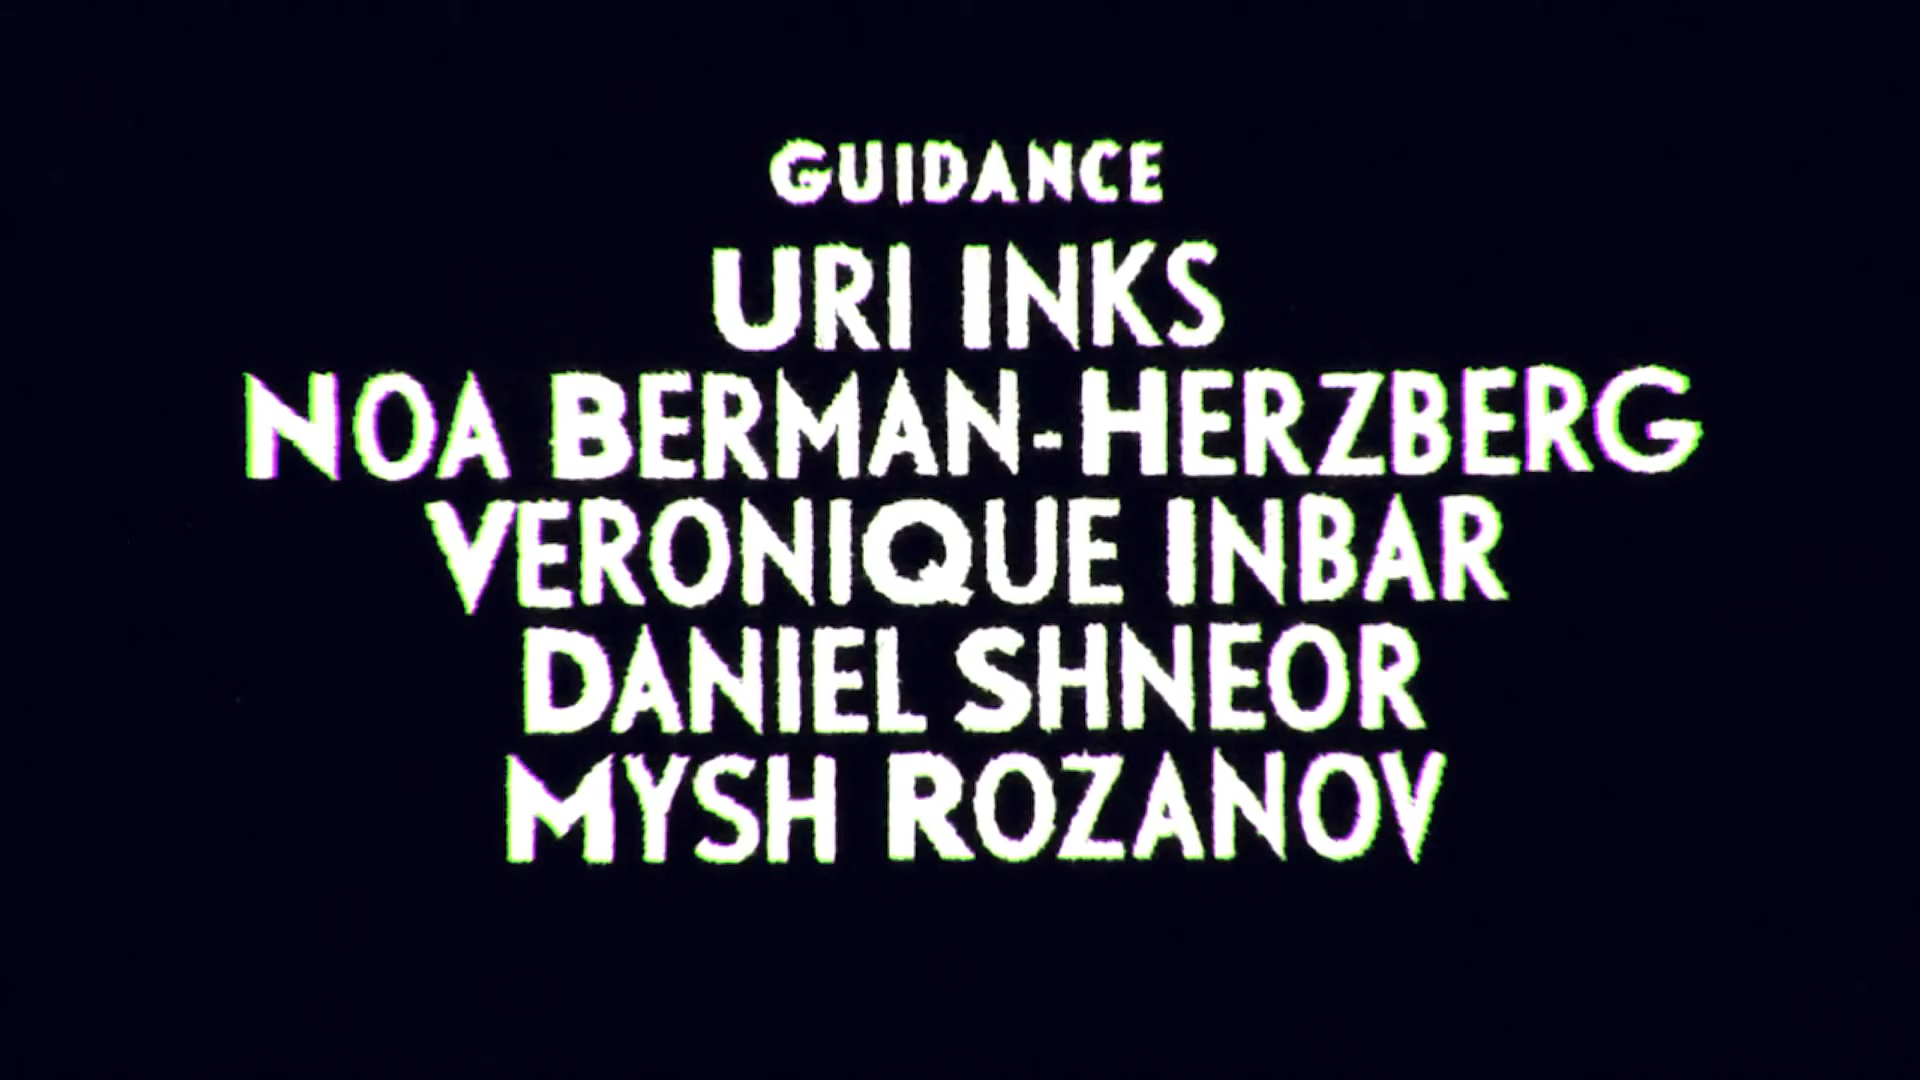 GUIDANCE
URI INKS
NOA BERMAN-HERZBERG
VERONIQUE INBAR
DANIEL SHNEOR
MYSH ROZANOV